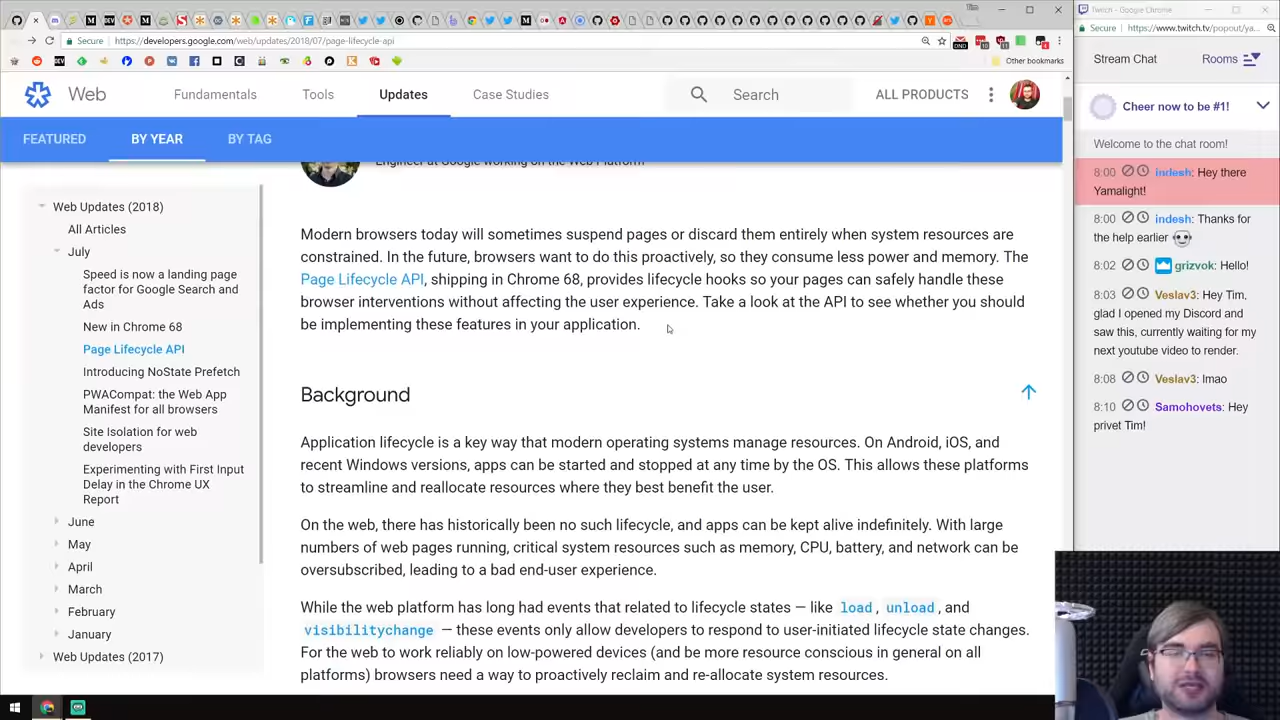 Tim
Twitch - Google Chrome
Secure
https://developers.google.com/web/updates/2018/07/page-lifecycle-api
Secure
https://www.twitch.tv/popout/ya...
Other bookmarks
Web
Fundamentals
Tools
Updates
Case Studies
Search
ALL PRODUCTS
Stream Chat
Rooms
FEATURED
BY YEAR
BY TAG
Cheer now to be #1!
Engineer at Google working on the Web Platform
Web Updates (2018)
All Articles
July
Speed is now a landing page
factor for Google Search and
Ads
New in Chrome 68
Page Lifecycle API
Introducing NoState Prefetch
PWACompat: the Web App
Manifest for all browsers
Site Isolation for web
developers
Experimenting with First Input
Delay in the Chrome UX
Report
June
May
April
March
February
January
Web Updates (2017)
Modern browsers today will sometimes suspend pages or discard them entirely when system resources are
constrained. In the future, browsers want to do this proactively, so they consume less power and memory. The
Page Lifecycle API, shipping in Chrome 68, provides lifecycle hooks so your pages can safely handle these
browser interventions without affecting the user experience. Take a look at the API to see whether you should
be implementing these features in your application.
Background
Application lifecycle is a key way that modern operating systems manage resources. On Android, iOS, and
recent Windows versions, apps can be started and stopped at any time by the OS. This allows these platforms
to streamline and reallocate resources where they best benefit the user.
On the web, there has historically been no such lifecycle, and apps can be kept alive indefinitely. With large
numbers of web pages running, critical system resources such as memory, CPU, battery, and network can be
oversubscribed, leading to a bad end-user experience.
While the web platform has long had events that related to lifecycle states — like load, unload, and
visibilitychange — these events only allow developers to respond to user-initiated lifecycle state changes.
For the web to work reliably on low-powered devices (and be more resource conscious in general on all
platforms) browsers need a way to proactively reclaim and re-allocate system resources.
Welcome to the chat room!
8:00 indesh: Hey there
Yamalight!
8:00 indesh: Thanks for
the help earlier
8:02 grizvok: Hello!
8:03 Veslav3: Hey Tim,
glad I opened my Discord and
saw this, currently waiting for my
next youtube video to render.
8:08 Veslav3: lmao
8:10 Samohovets: Hey
privet Tim!